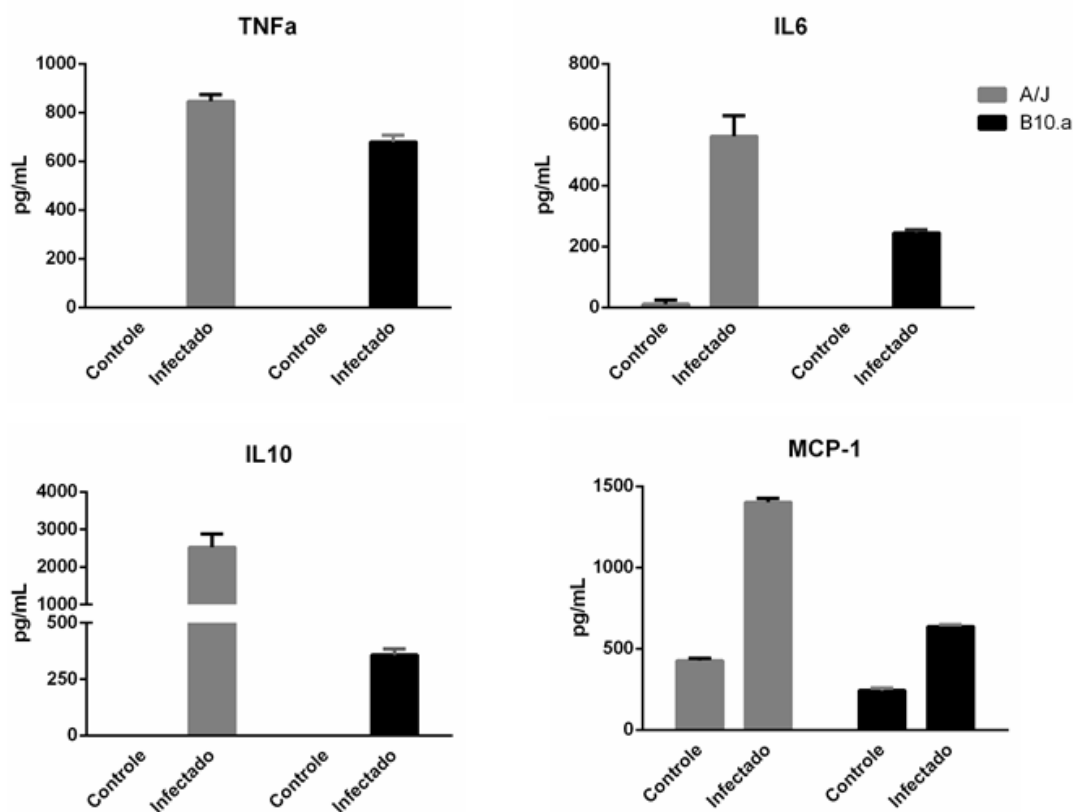 TNFa
pg/mL
1000
800
600
400
200
0
Controle
Infectado
Controle
Infectado
IL6
pg/mL
800
600
400
200
0
Controle
Infectado
Controle
Infectado
A/J
B10.a
IL10
pg/mL
4000
3000
2000
1000
500
250
0
Controle
Infectado
Controle
Infectado
MCP-1
pg/mL
1500
1000
500
0
Controle
Infectado
Controle
Infectado